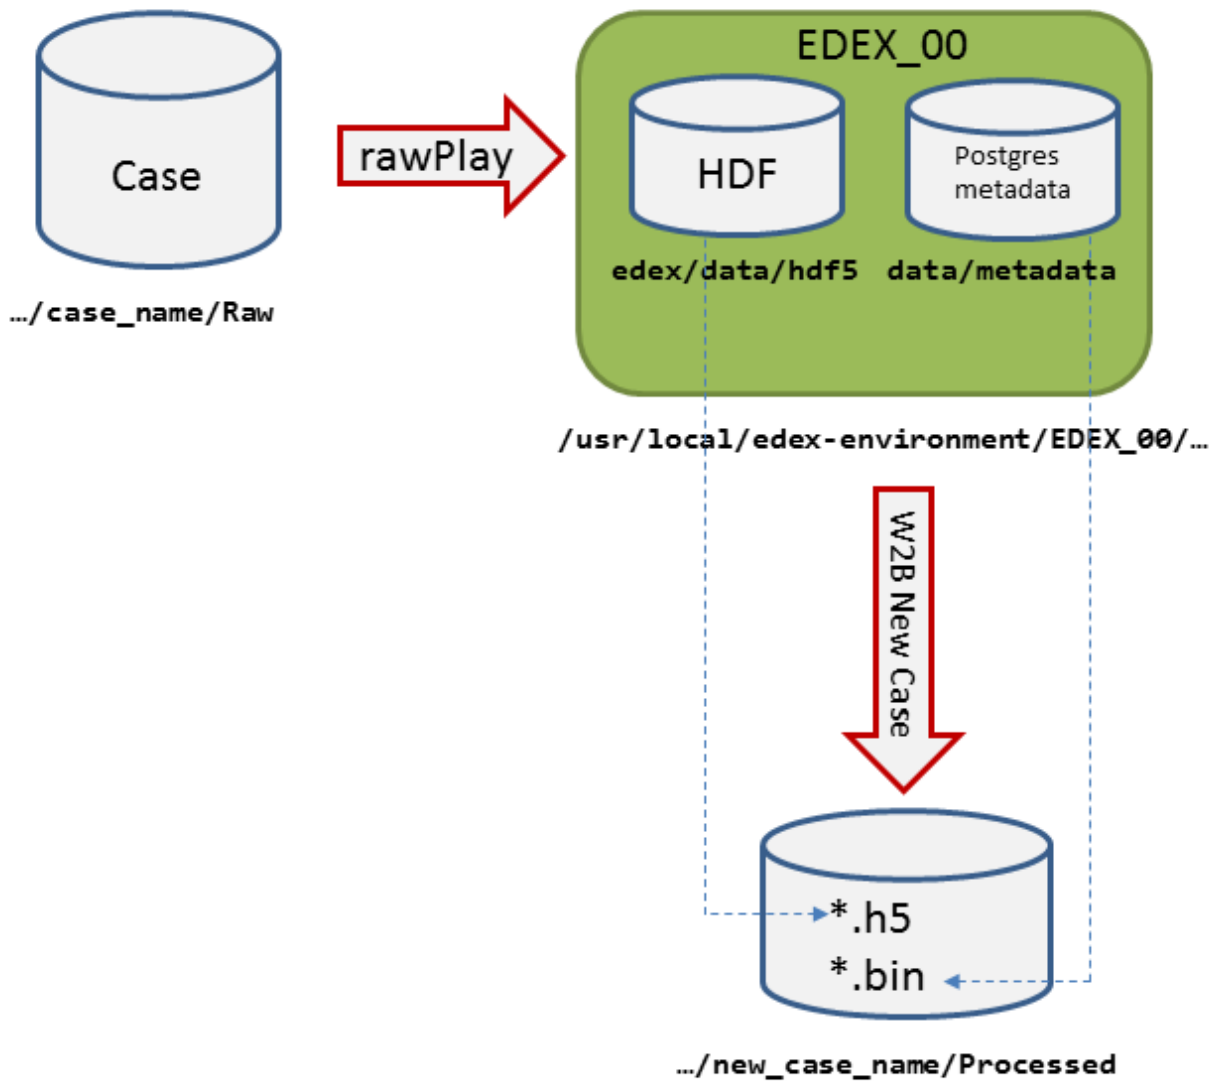 EDEX_00
Case
rawPlay
HDF
Postgres
metadata
edex/data/hdf5
data/metadata
…/case_name/Raw
/usr/local/edex-environment/EDEX_00/…
W2B New Case
*.h5
*.bin
…/new_case_name/Processed